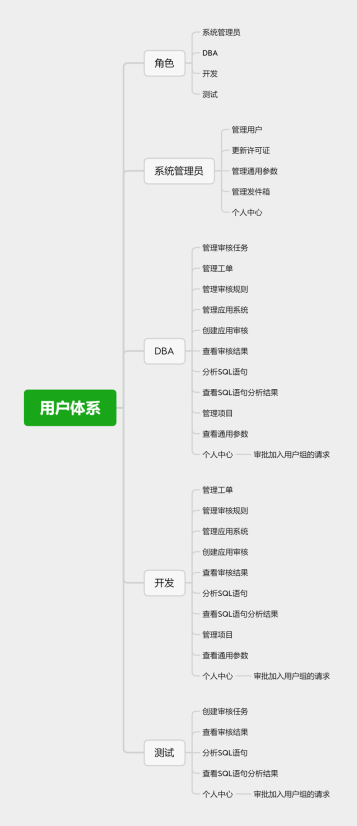 用户体系
角色
系统管理员
DBA
开发
测试
系统管理员
管理用户
更新许可证
管理通用参数
管理发件箱
个人中心
DBA
管理审核任务
管理工单
管理审核规则
管理应用系统
创建应用审核
查看审核结果
分析SQL语句
查看SQL语句分析结果
管理项目
查看通用参数
个人中心 审批加入用户组的请求
开发
管理工单
管理审核规则
管理应用系统
创建应用审核
查看审核结果
分析SQL语句
查看SQL语句分析结果
管理项目
查看通用参数
个人中心 审批加入用户组的请求
测试
创建审核任务
查看审核结果
分析SQL语句
查看SQL语句分析结果
个人中心 审批加入用户组的请求